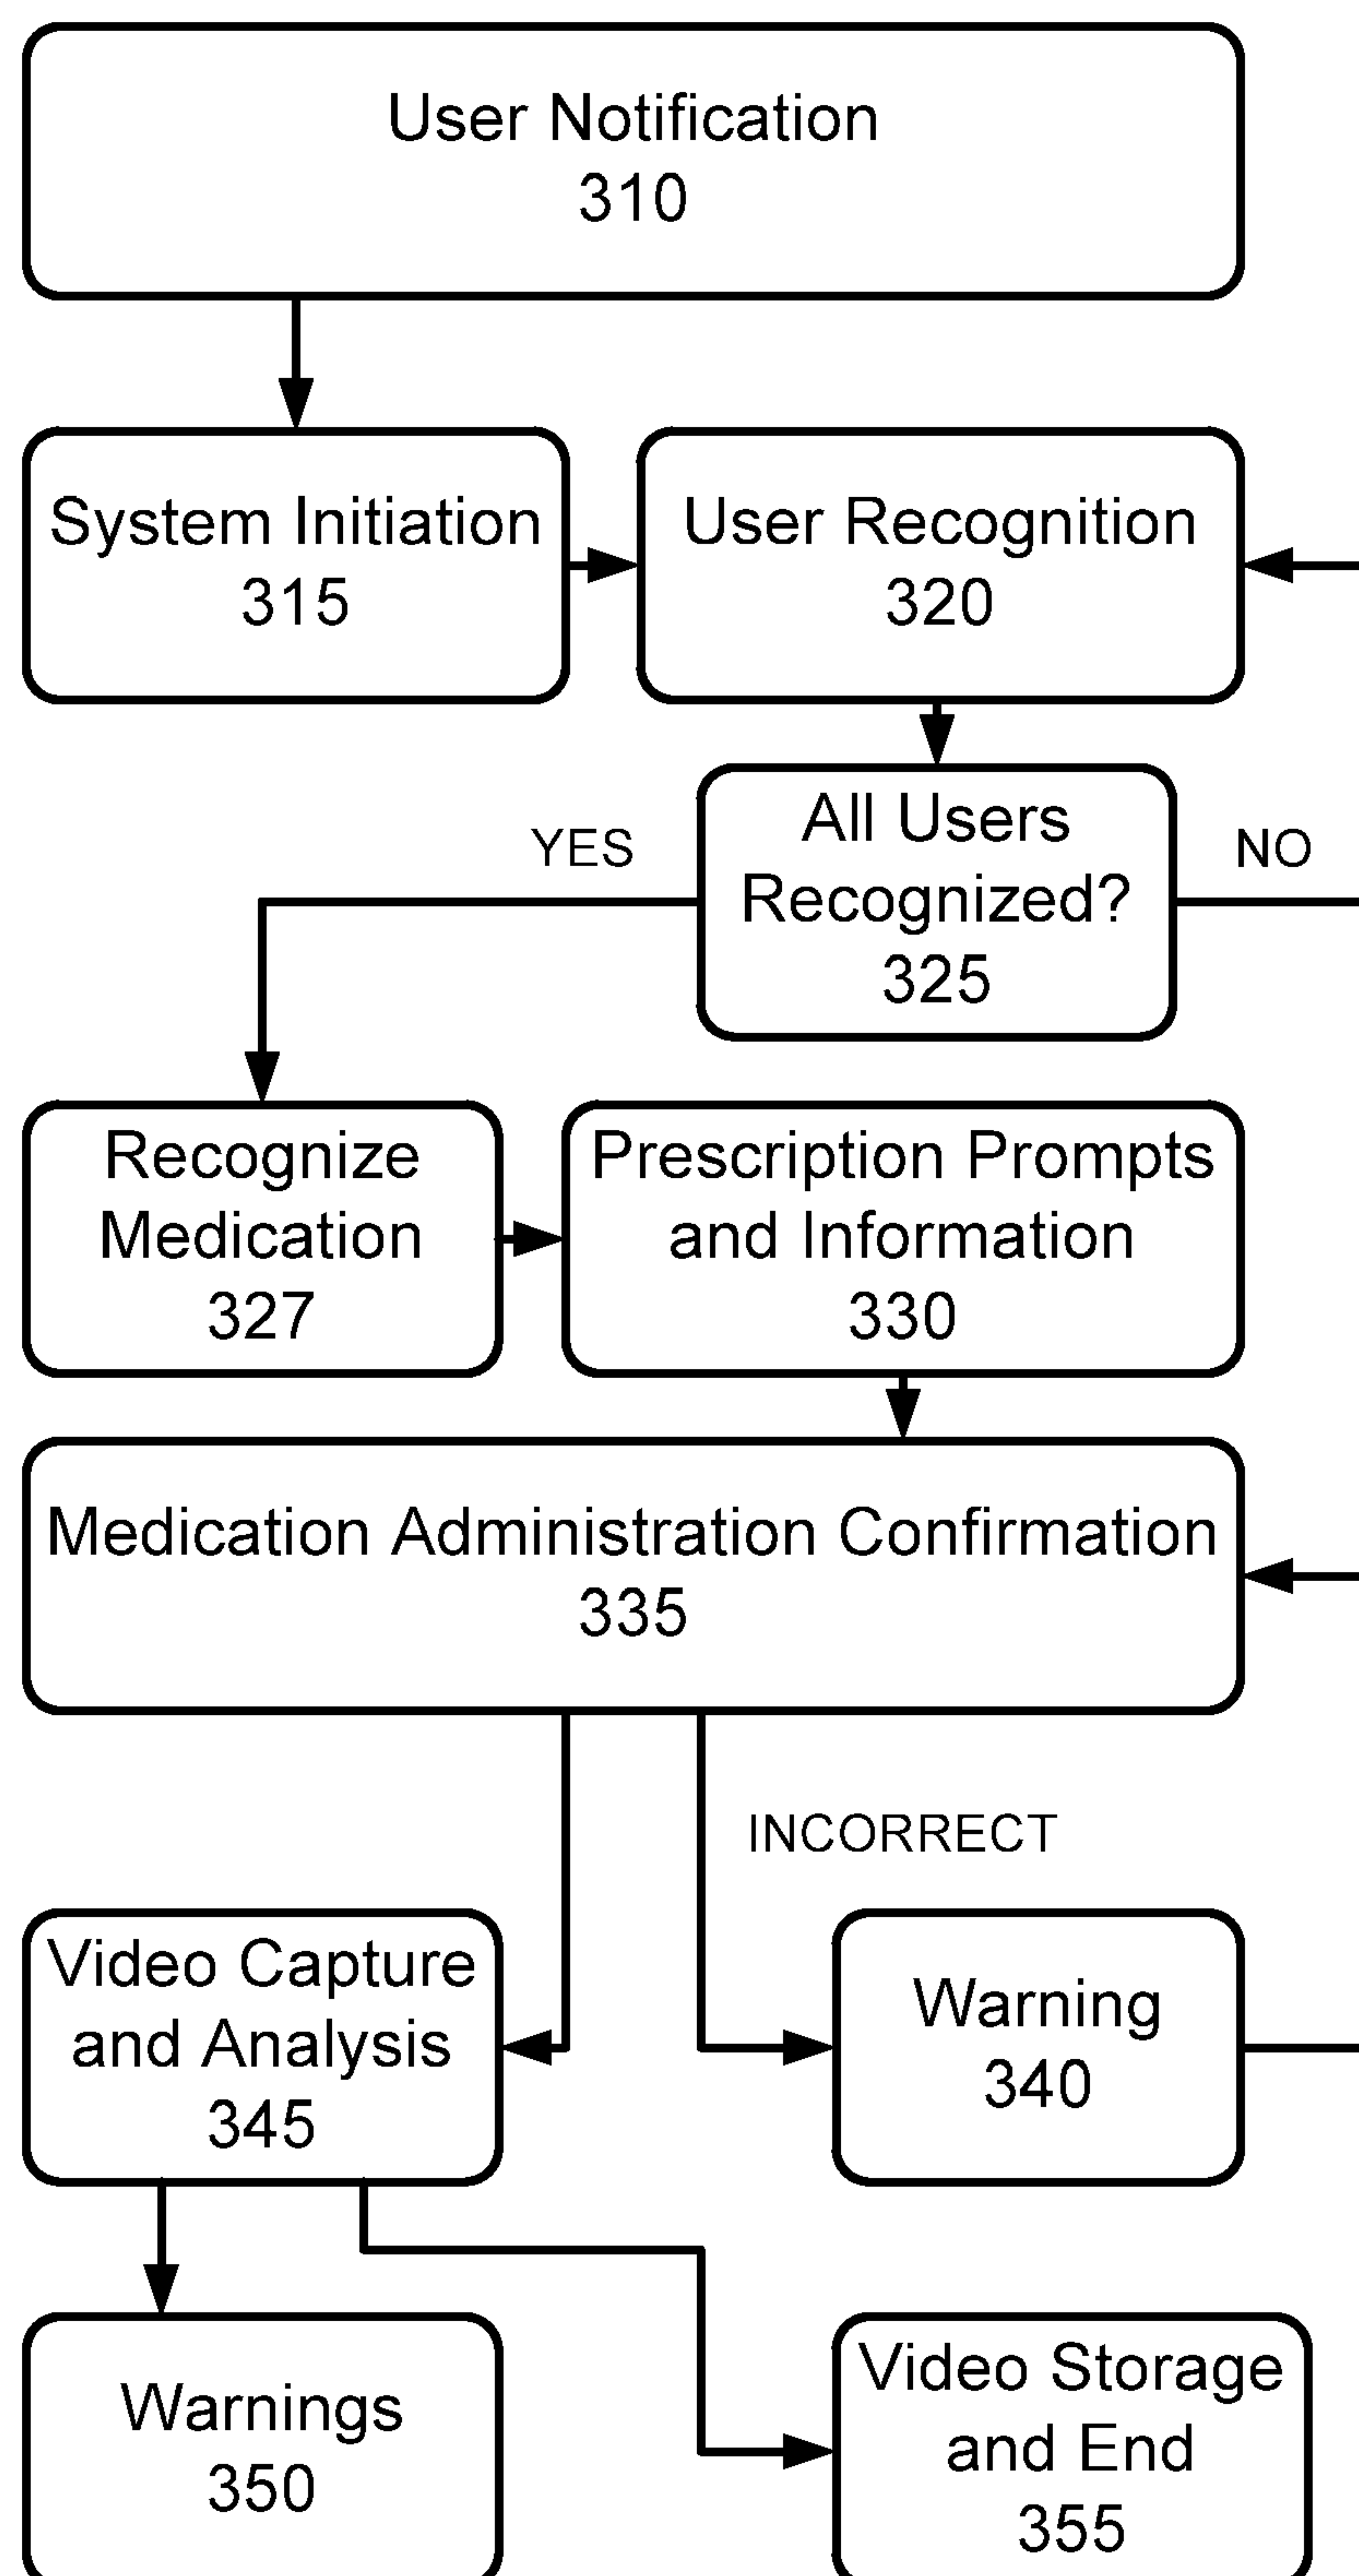 User Notification
310
System Initiation
315
User Recognition
320
All Users
Recognized?
325
YES
NO
Recognize
Medication
327
Prescription Prompts
and Information
330
Medication Administration Confirmation
335
INCORRECT
Video Capture
and Analysis
345
Warning
340
Warnings
350
Video Storage
and End
355